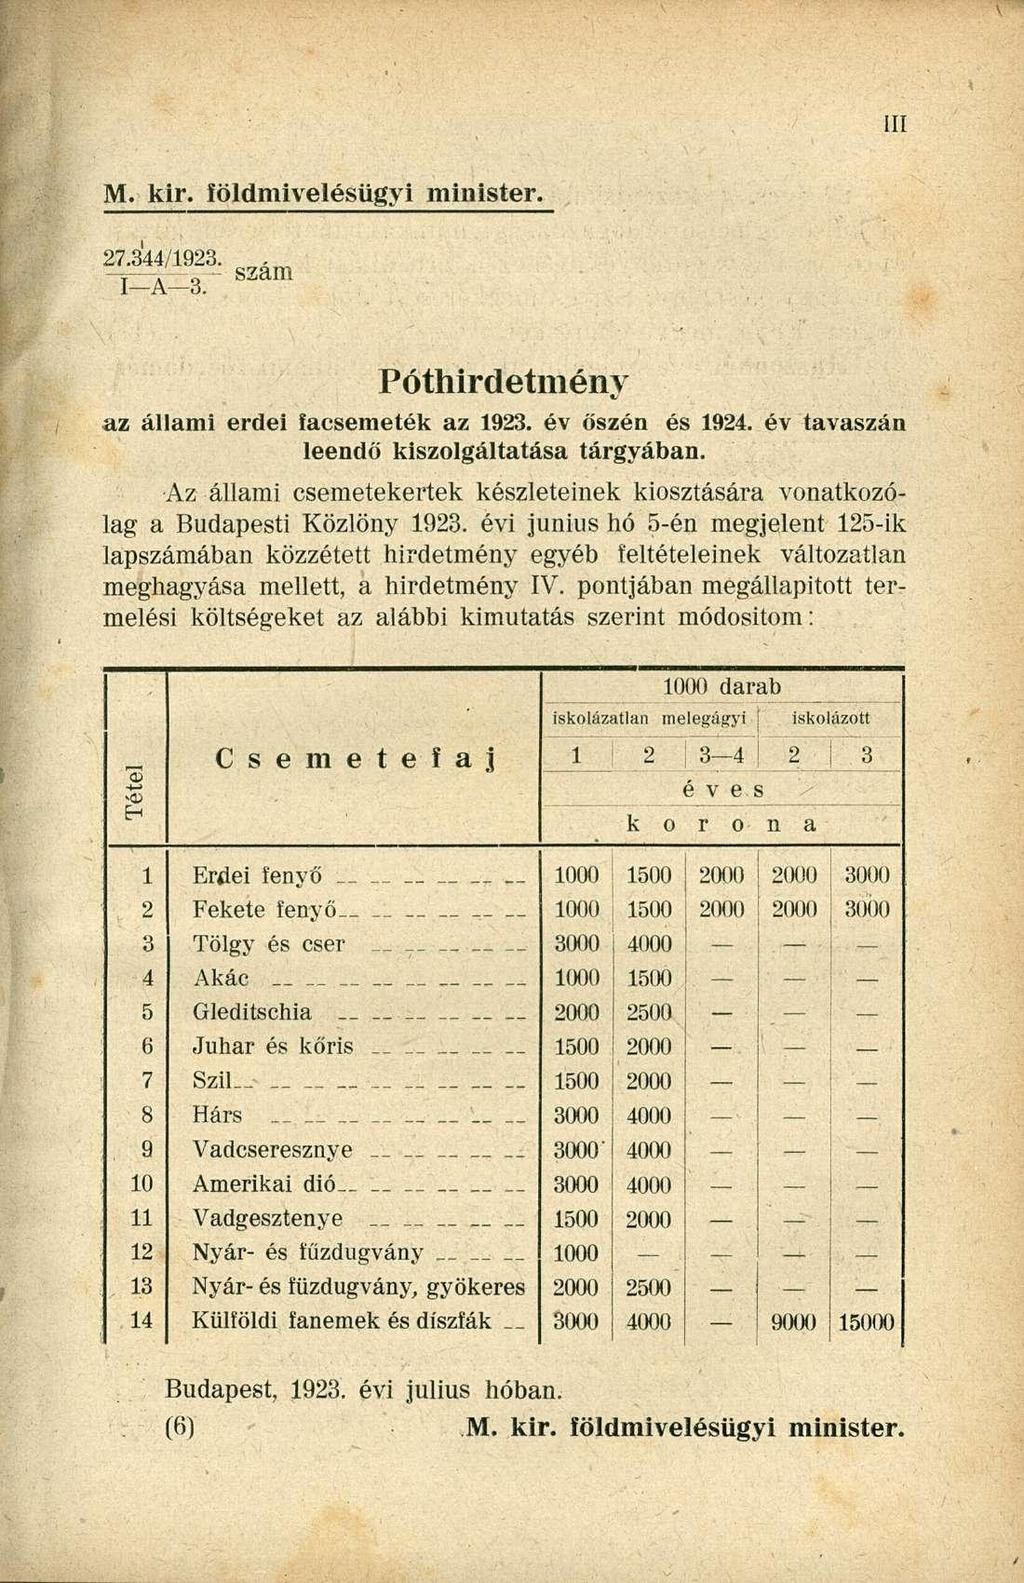 III
M. kir. földmivelésügyi minister.
27.344/1923. szám
I—A—3.
Póthirdetmény
az állami erdei facsemeték az 1923. év őszén és 1924. év tavaszán
leendő kiszolgáltatása tárgyában.
Az állami csemetekertek készleteinek kiosztására vonatkozó-
lag a Budapesti Közlöny 1923. évi junius hó 5-én megjelent 125-ik
lapszámában közzétett hirdetmény egyéb feltételeinek változatlan
meghagyása mellett, a hirdetmény IV. pontjában megállapitott ter-
melési költségeket az alábbi kimutatás szerint módositom:
1000 darab
iskolázatlan melegágyi iskolázott
Tétel Csemetefaj 1 2 3—4 2 3
éves
korona
1 Erdei fenyő 1000 1500 2000 2000 3000
2 Fekete fenyő 1000 1500 2000 2000 3000
3 Tölgy és cser 3000 4000 — — —
4 Akác 1000 1500 — — —
5 Gleditschia 2000 2500 — — —
6 Juhar és kőris 1500 2000 — — —
7 Szil 1500 2000 — — —
8 Hárs 3000 4000 — — —
9 Vadcseresznye 3000 4000 — — —
10 Amerikai dió 3000 4000 — — —
11 Vadgesztenye 1500 2000 — — —
12 Nyár- és fűzdugvány 1000 — — — —
13 Nyár- és füzdugvány, gyökeres 2000 2500 — — —
14 Külföldi fanemek és díszfák 3000 4000 — 9000 15000
Budapest, 1923. évi julius hóban.
(6) M. kir. földmivelésügyi minister.